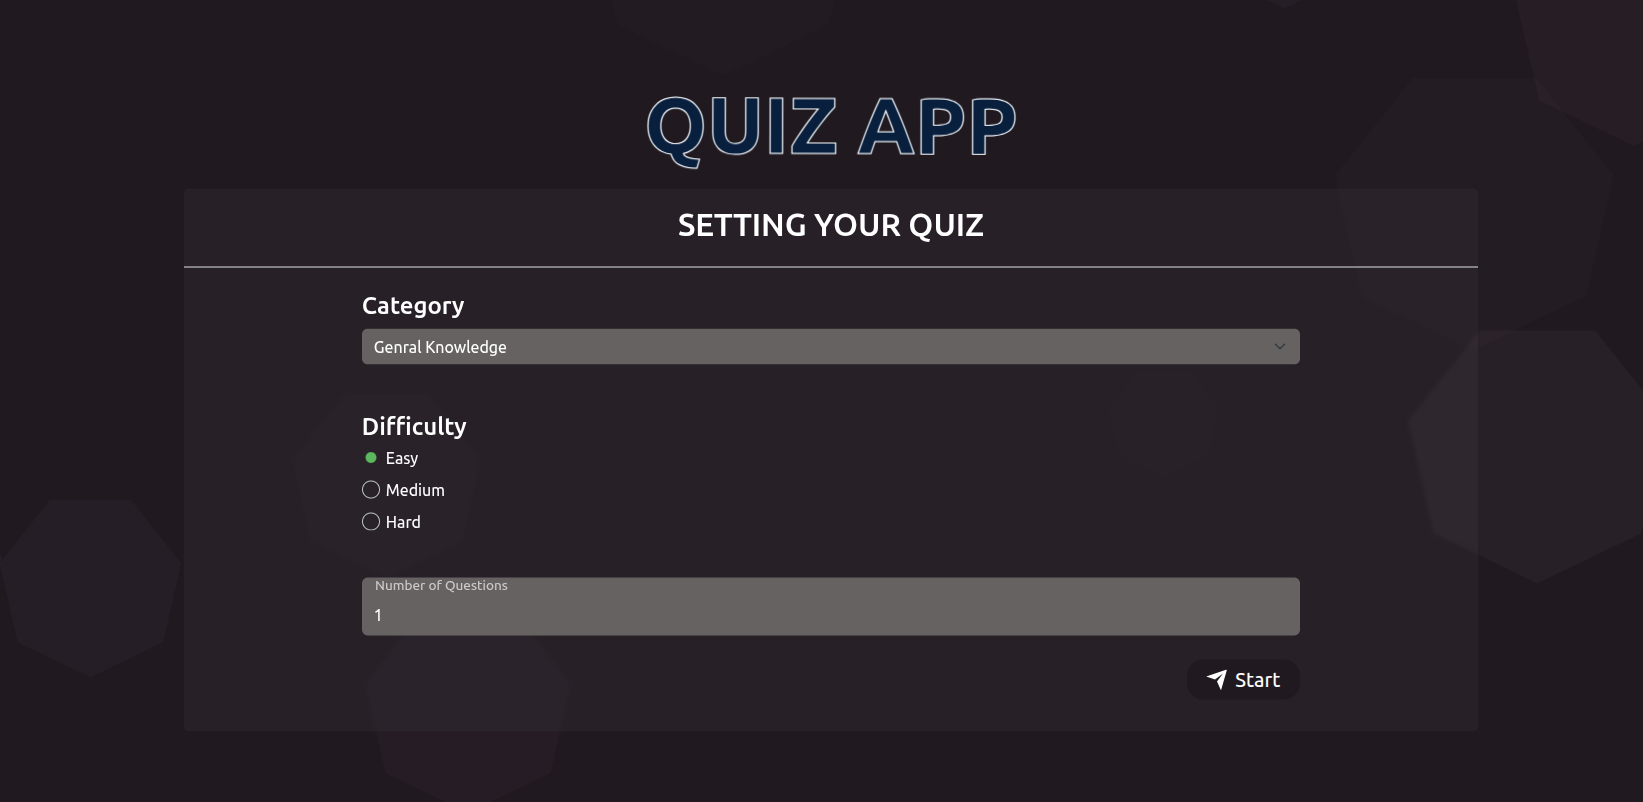 QUIZ APP
SETTING YOUR QUIZ
Category
Genral Knowledge
Difficulty
Easy
Medium
Hard
Number of Questions
1
Start